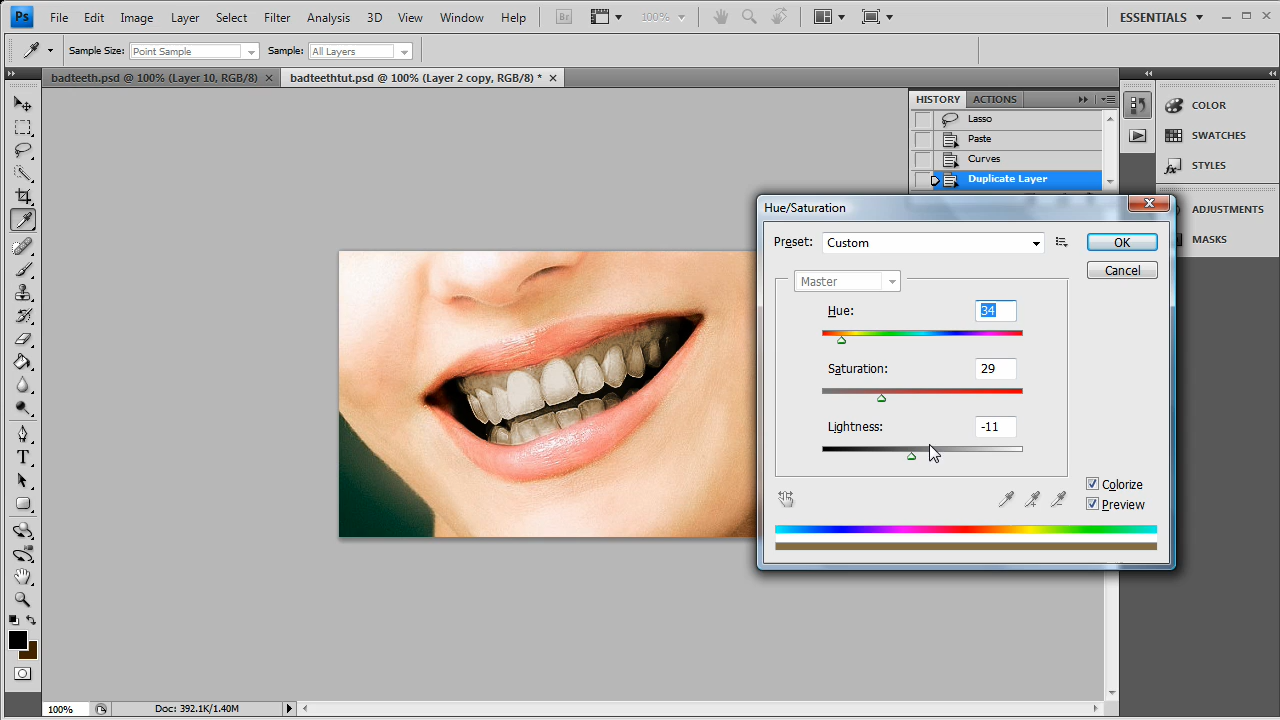 Ps File Edit Image Layer Select Filter Analysis 3D View Window Help Br 100% ESSENTIALS
Sample Size: Point Sample Sample: All Layers
badteeth.psd @ 100% (Layer 10, RGB/8) badteethtut.psd @ 100% (Layer 2 copy, RGB/8) *
HISTORY ACTIONS
Lasso
Paste
Curves
Duplicate Layer
COLOR
SWATCHES
STYLES
ADJUSTMENTS
MASKS
Hue/Saturation
Preset: Custom OK
Cancel
Master
Hue: 34
Saturation: 29
Lightness: -11
Colorize
Preview
T
100% Doc: 392.1K/1.40M